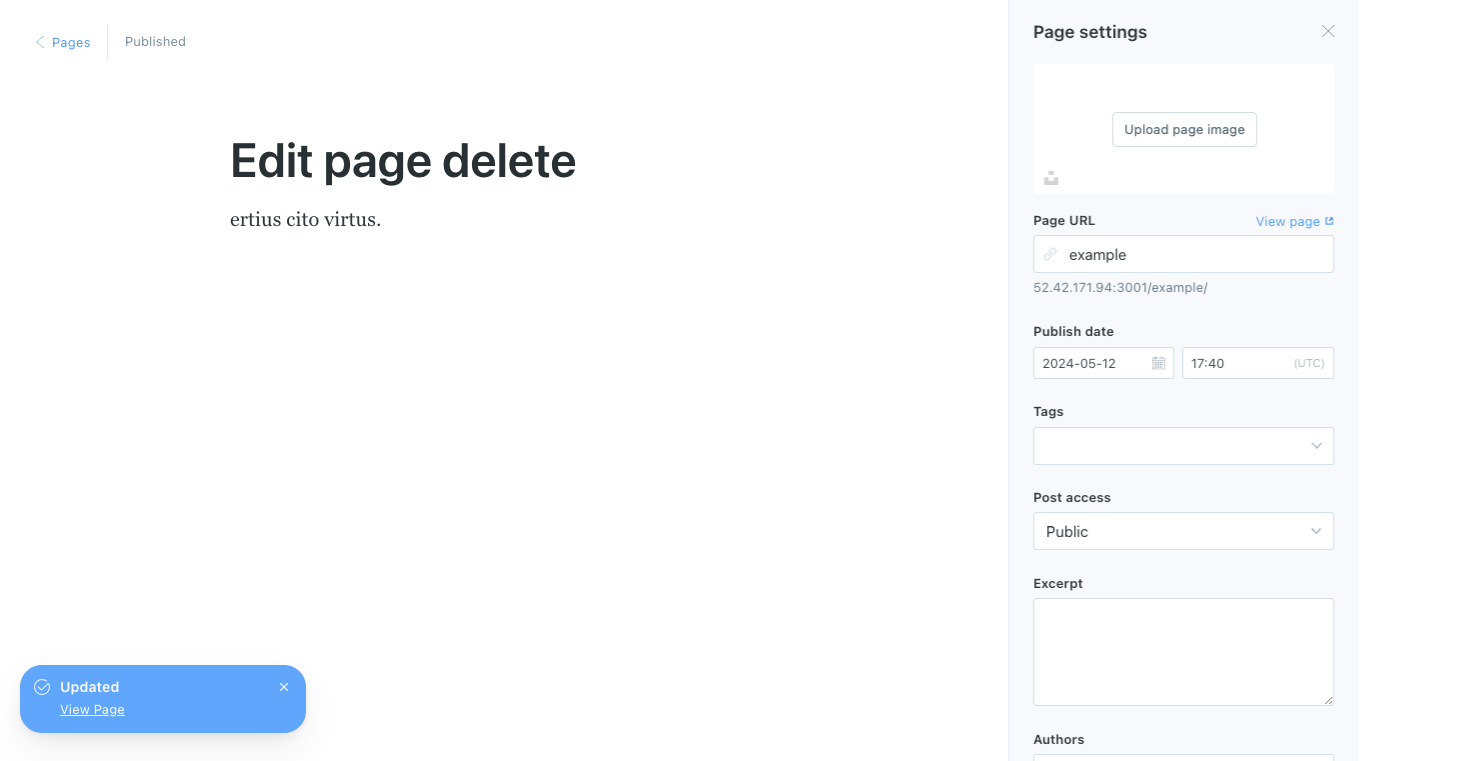 Pages
Published
Edit page delete
ertius cito virtus.
Updated
View Page
Page settings
Upload page image
Page URL
View page
example
52.42.171.94:3001/example/
Publish date
2024-05-12
17:40
(UTC)
Tags
Post access
Public
Excerpt
Authors